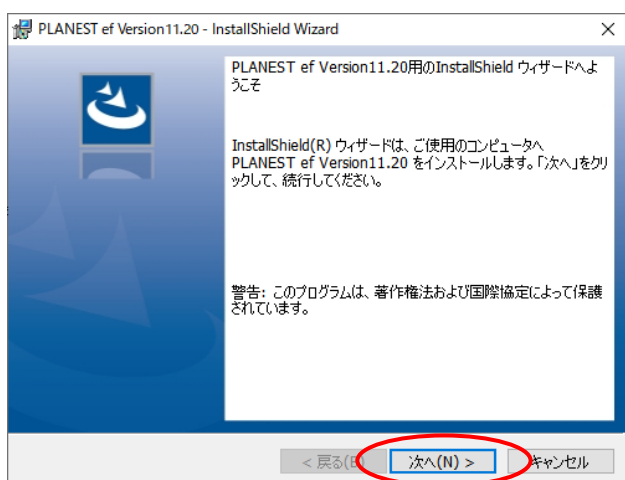 PLANEST ef Version11.20 - InstallShield Wizard
PLANEST ef Version11.20用のInstallShield ウィザードへよ
うこそ
InstallShield(R) ウィザードは、ご使用のコンピュータへ
PLANEST ef Version11.20 をインストールします。「次へ」をクリ
ックして、続行してください。
警告: このプログラムは、著作権法および国際協定によって保護
されています。
< 戻る(B 次へ(N) > キャンセル